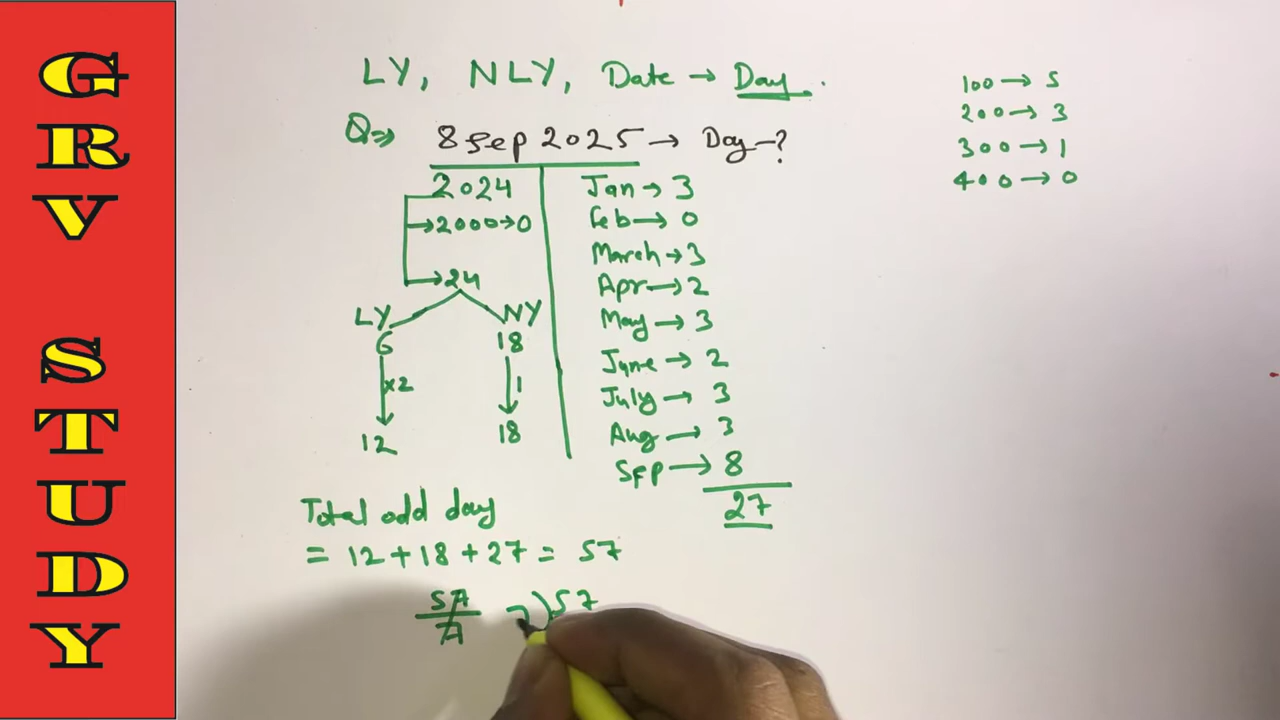 GRV STUDY
LY, NLY, Date → Day.
Q⇒ 8 Sep 2025 → Day-?
2024
→2000→0
→24
LY NY
6 18
×2 1
12 18
Jan → 3
Feb → 0
March → 3
Apr → 2
May → 3
June → 2
July → 3
Aug → 3
Sep → 8
27
100 → 5
200 → 3
300 → 1
400 → 0
Total odd day
= 12 + 18 + 27 = 57
7)57